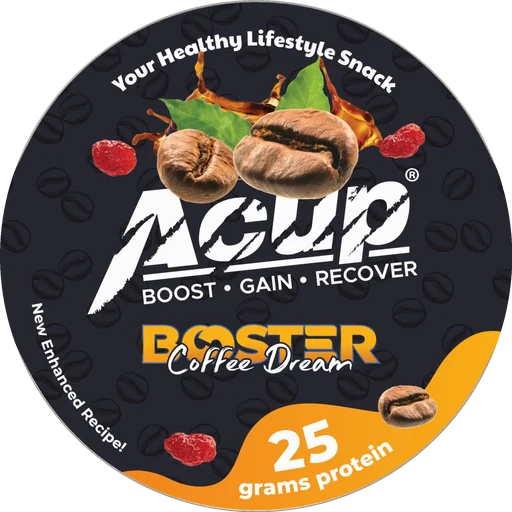 Your Healthy Lifestyle Snack
Acup®
BOOST • GAIN • RECOVER
BOOSTER
Coffee Dream
New Enhanced Recipe!
25
grams protein